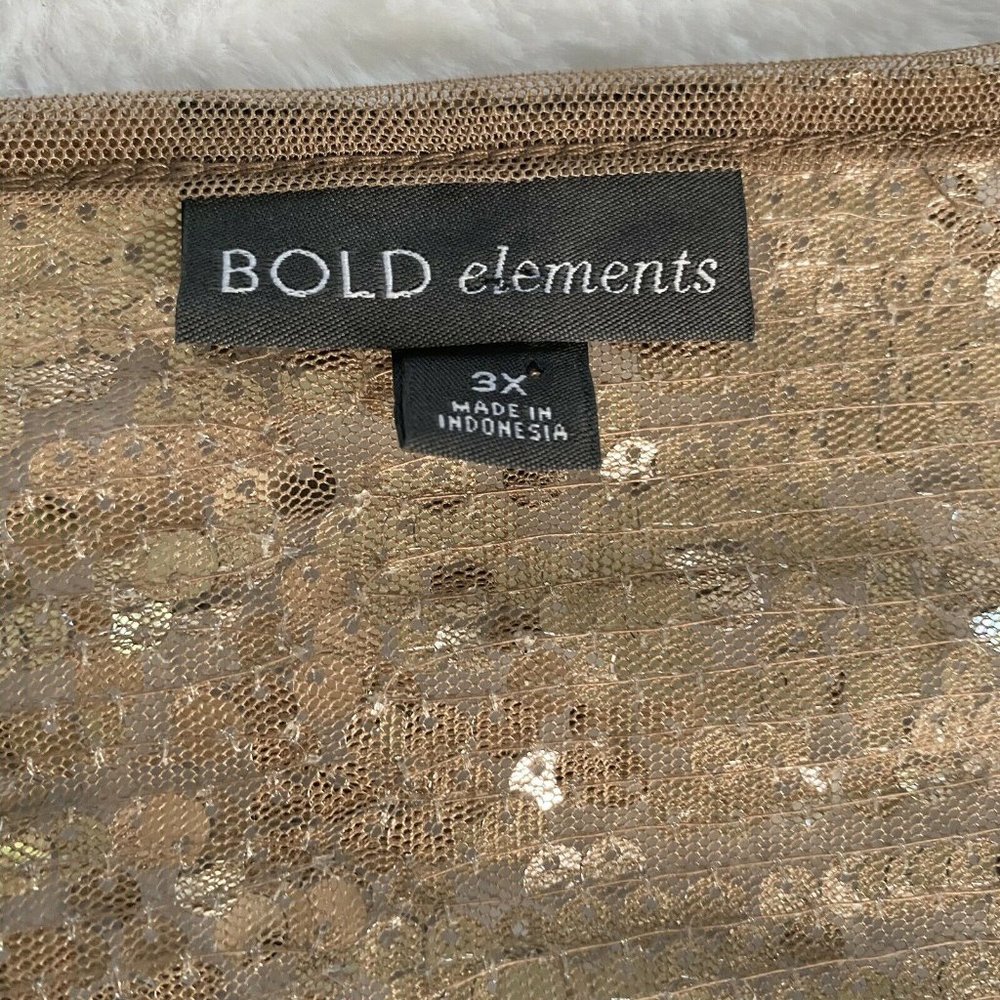 BOLD elements
3X
MADE IN
INDONESIA